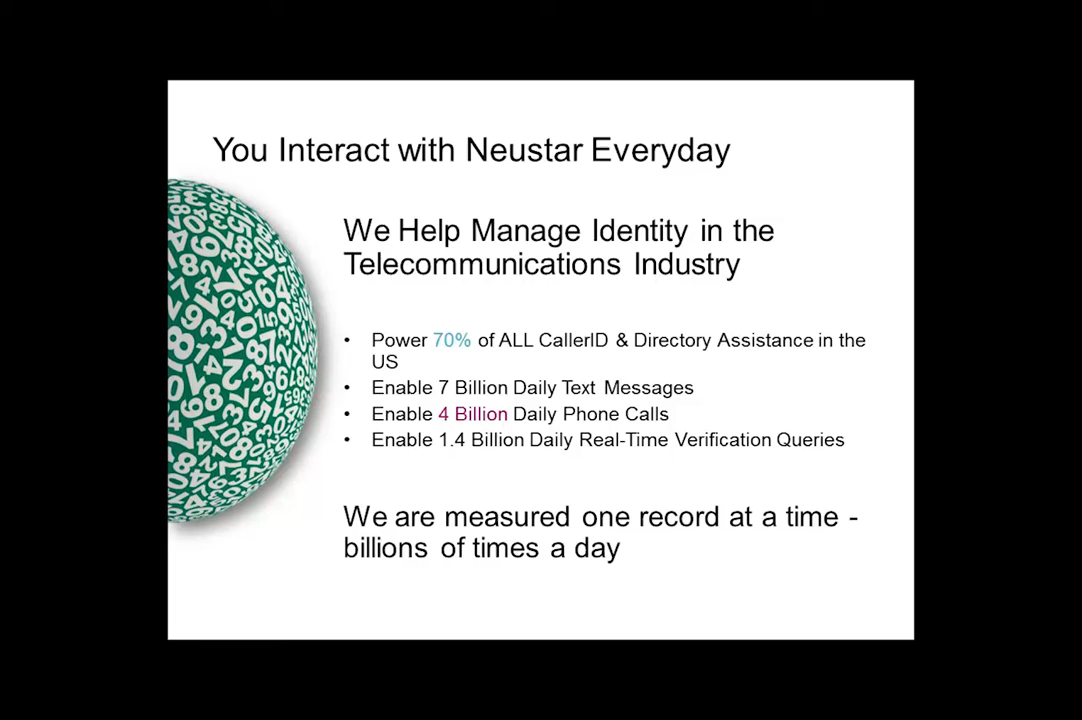 You Interact with Neustar Everyday
We Help Manage Identity in the
Telecommunications Industry
• Power 70% of ALL CallerID & Directory Assistance in the
US
• Enable 7 Billion Daily Text Messages
• Enable 4 Billion Daily Phone Calls
• Enable 1.4 Billion Daily Real-Time Verification Queries
We are measured one record at a time -
billions of times a day